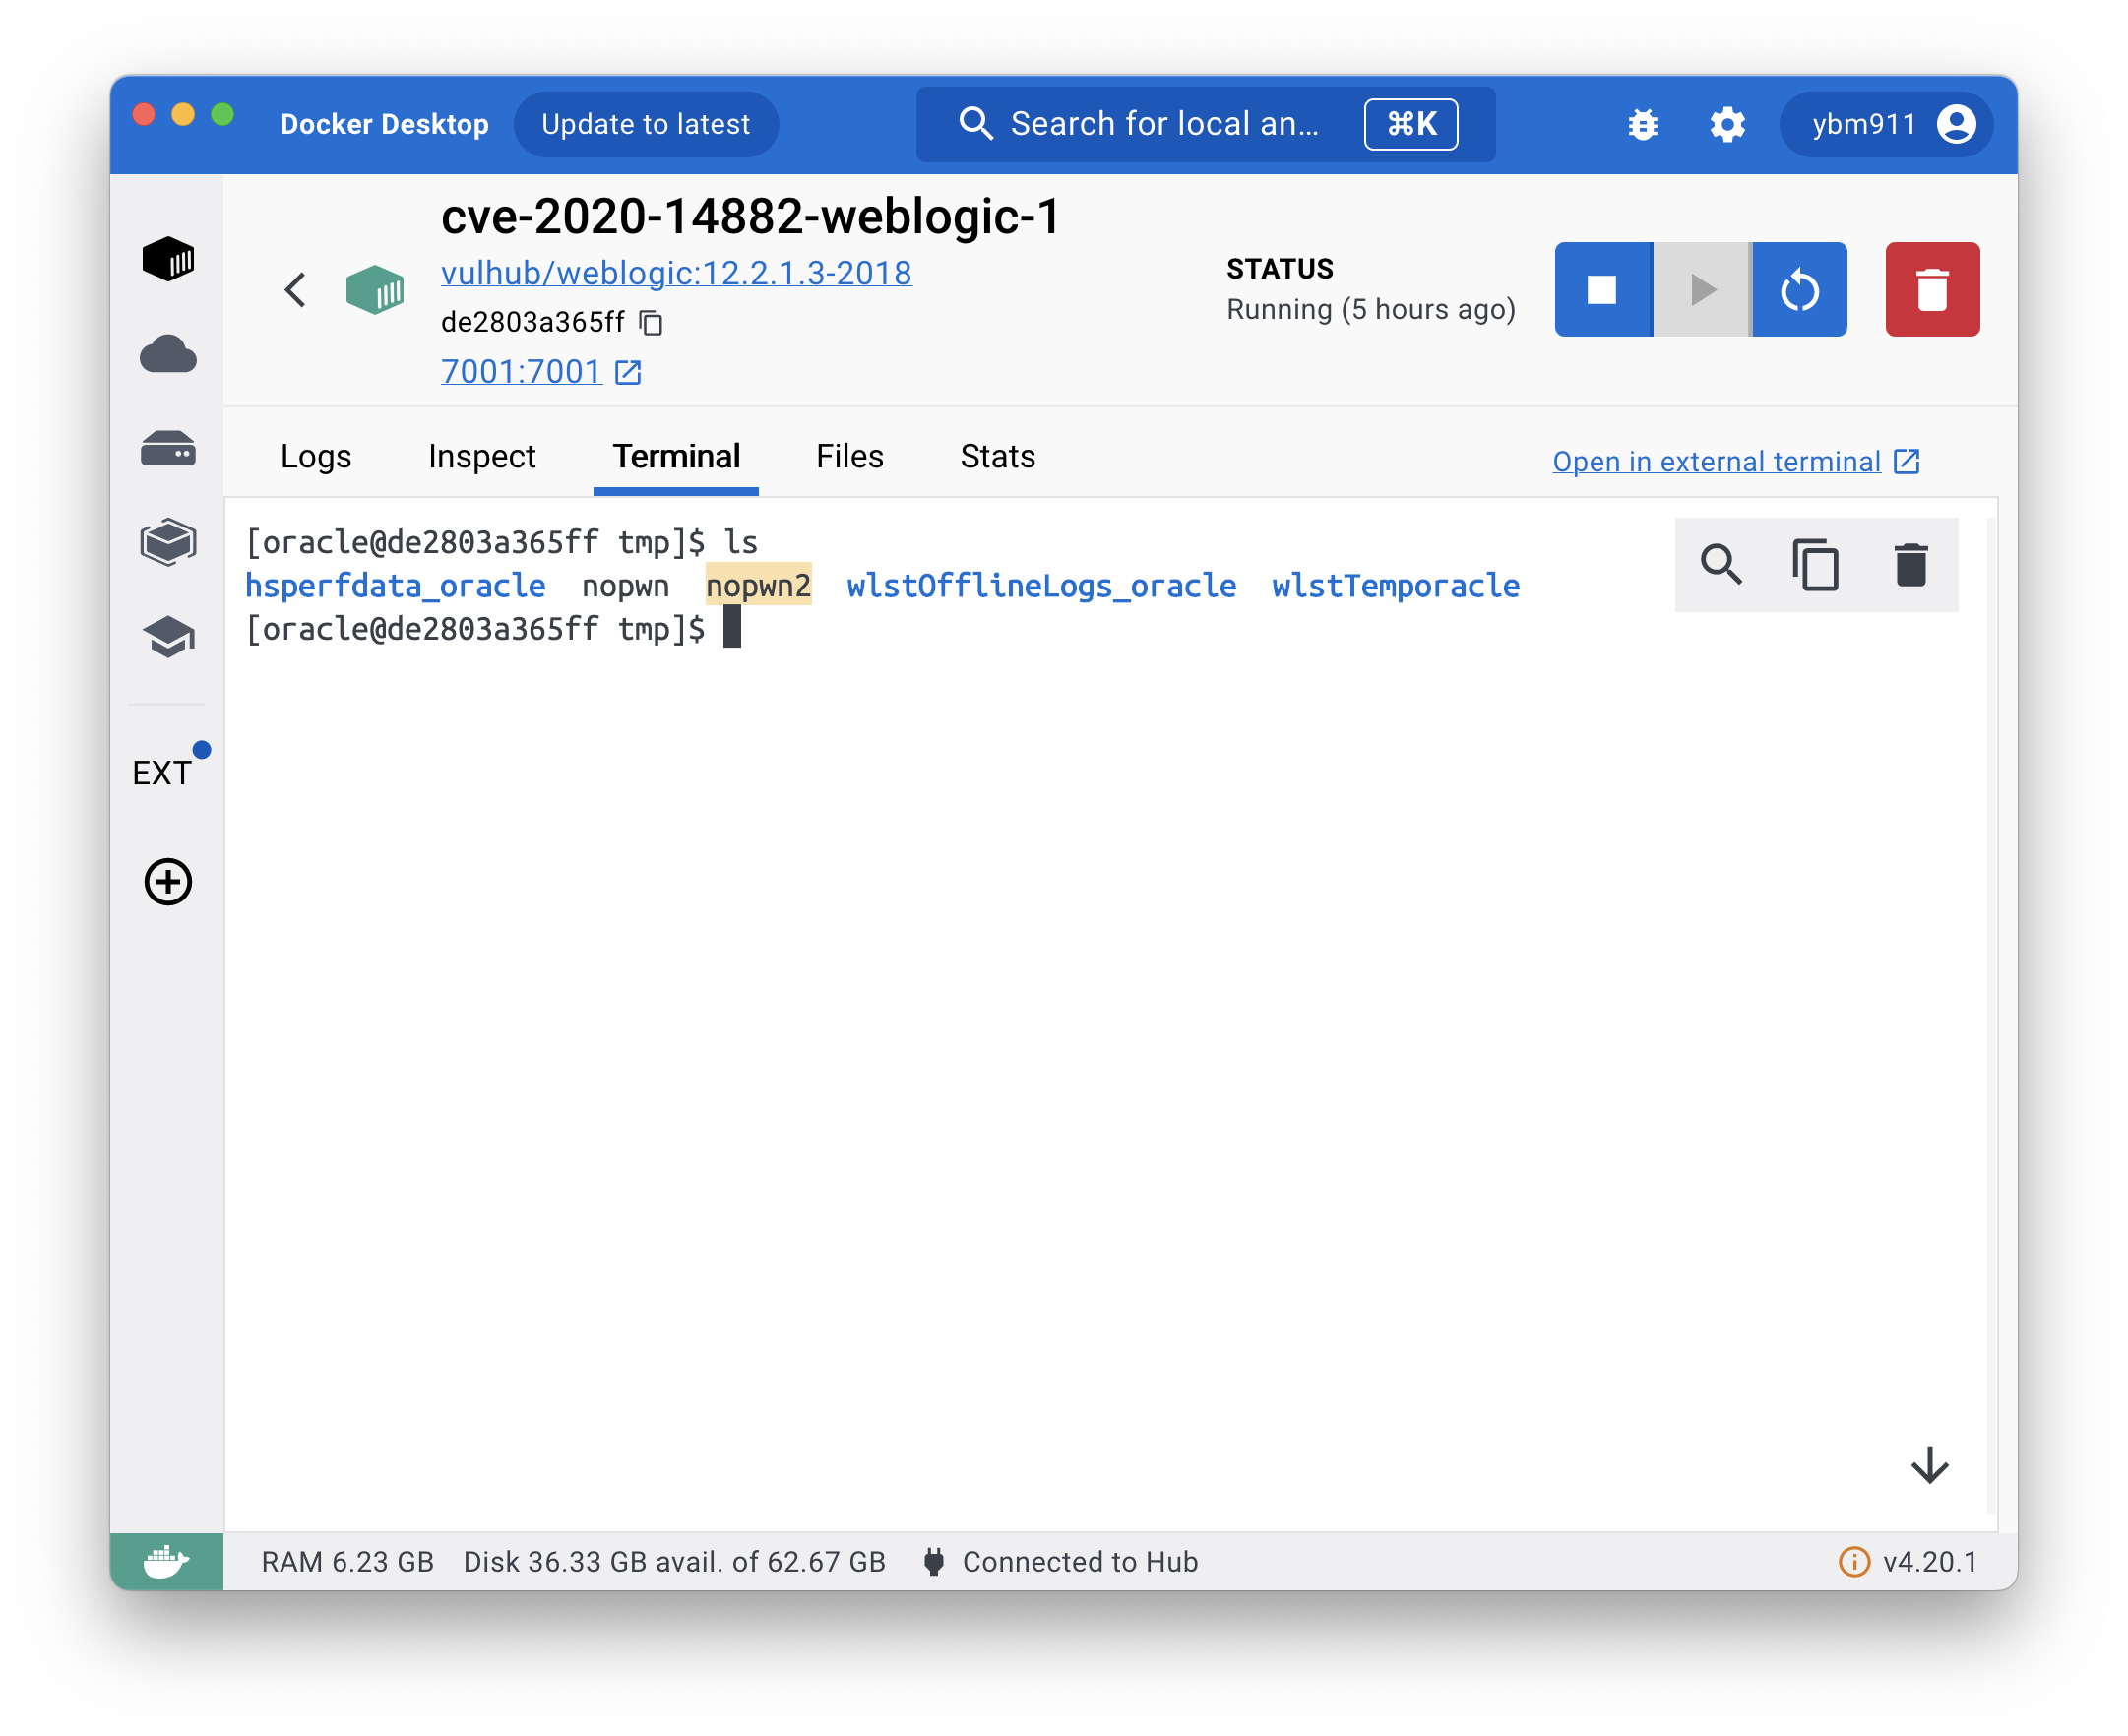 Docker Desktop Update to latest Search for local an... ⌘K ybm911
cve-2020-14882-weblogic-1
vulhub/weblogic:12.2.1.3-2018
de2803a365ff
7001:7001
STATUS
Running (5 hours ago)
Logs Inspect Terminal Files Stats Open in external terminal
[oracle@de2803a365ff tmp]$ ls
hsperfdata_oracle nopwn nopwn2 wlstOfflineLogs_oracle wlstTemporacle
[oracle@de2803a365ff tmp]$
EXT
RAM 6.23 GB Disk 36.33 GB avail. of 62.67 GB Connected to Hub v4.20.1